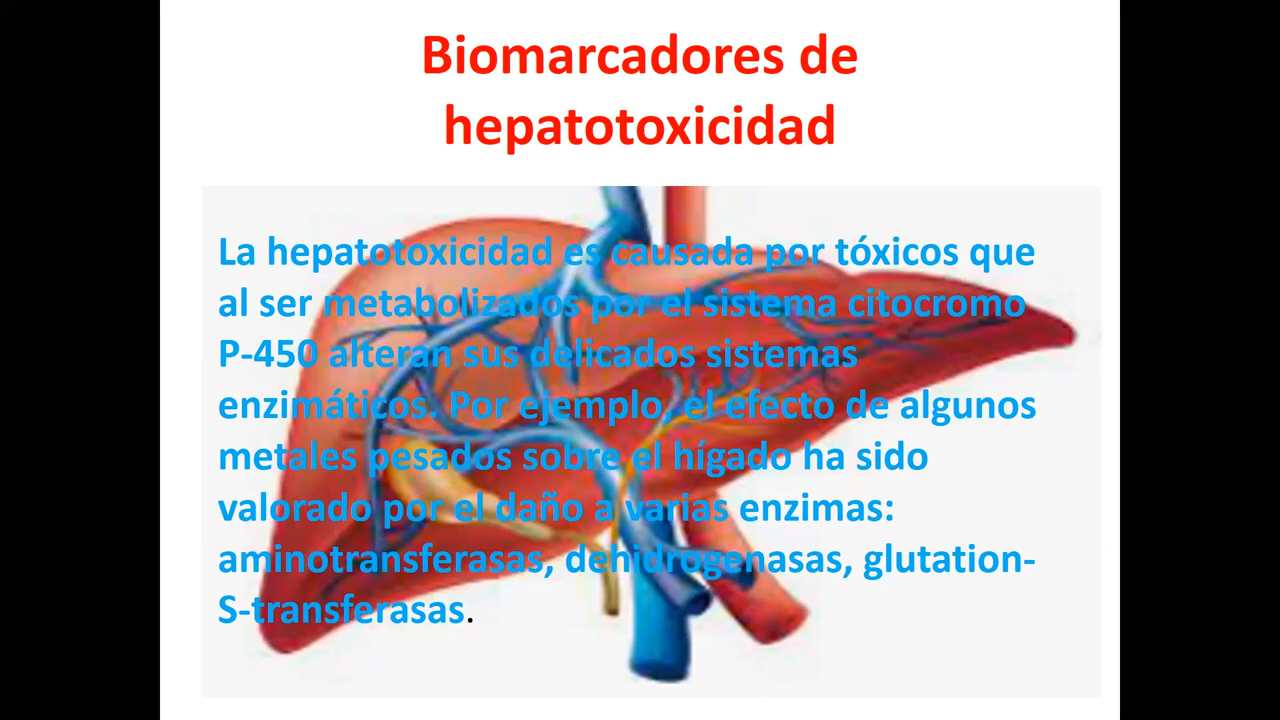 Biomarcadores de
hepatotoxicidad
La hepatotoxicidad es causada por tóxicos que
al ser metabolizados por el sistema citocromo
P-450 alteran sus delicados sistemas
enzimáticos. Por ejemplo, el efecto de algunos
metales pesados sobre el hígado ha sido
valorado por el daño a varias enzimas:
aminotransferasas, dehidrogenasas, glutation-
S-transferasas.